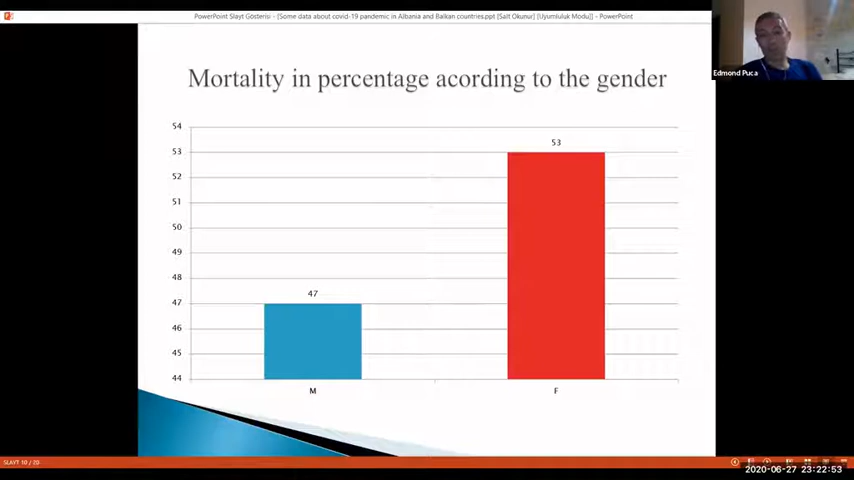 PowerPoint Slayt Gösterisi - [Some data about covid-19 pandemic in Albania and Balkan countries.ppt [Salt Okunur] [Uyumluluk Modu]] - PowerPoint
Edmond Puca
Mortality in percentage acording to the gender
54
53
52
51
50
49
48
47
46
45
44
47
53
M
F
SLAYT 10 / 20
2020-06-27 23:22:53